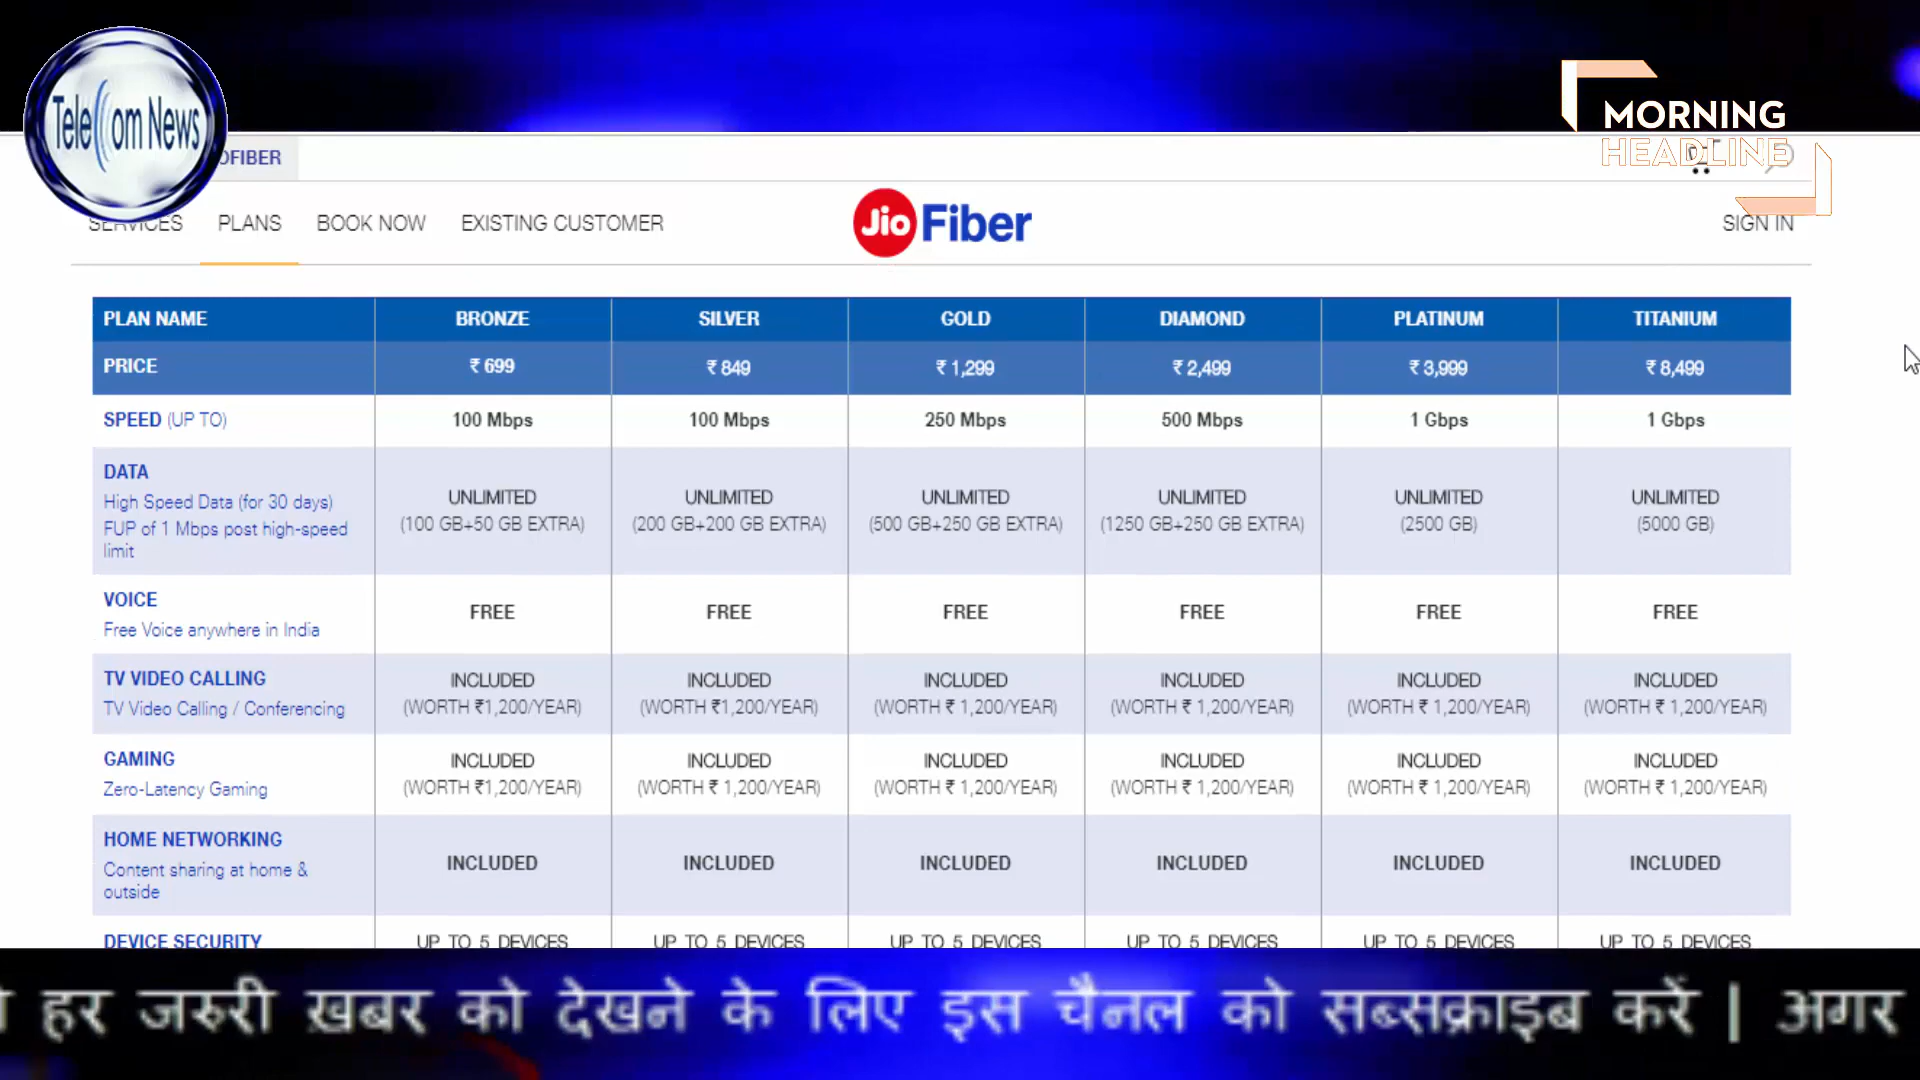 Telecom News
MORNING
HEADLINE
OFIBER
SERVICES PLANS BOOK NOW EXISTING CUSTOMER Jio Fiber SIGN IN
PLAN NAME BRONZE SILVER GOLD DIAMOND PLATINUM TITANIUM
PRICE ₹ 699 ₹ 849 ₹ 1,299 ₹ 2,499 ₹ 3,999 ₹ 8,499
SPEED (UP TO) 100 Mbps 100 Mbps 250 Mbps 500 Mbps 1 Gbps 1 Gbps
DATA
High Speed Data (for 30 days) UNLIMITED UNLIMITED UNLIMITED UNLIMITED UNLIMITED UNLIMITED
FUP of 1 Mbps post high-speed (100 GB+50 GB EXTRA) (200 GB+200 GB EXTRA) (500 GB+250 GB EXTRA) (1250 GB+250 GB EXTRA) (2500 GB) (5000 GB)
limit
VOICE
Free Voice anywhere in India FREE FREE FREE FREE FREE FREE
TV VIDEO CALLING INCLUDED INCLUDED INCLUDED INCLUDED INCLUDED INCLUDED
TV Video Calling / Conferencing (WORTH ₹1,200/YEAR) (WORTH ₹1,200/YEAR) (WORTH ₹ 1,200/YEAR) (WORTH ₹ 1,200/YEAR) (WORTH ₹ 1,200/YEAR) (WORTH ₹ 1,200/YEAR)
GAMING INCLUDED INCLUDED INCLUDED INCLUDED INCLUDED INCLUDED
Zero-Latency Gaming (WORTH ₹1,200/YEAR) (WORTH ₹ 1,200/YEAR) (WORTH ₹ 1,200/YEAR) (WORTH ₹ 1,200/YEAR) (WORTH ₹ 1,200/YEAR) (WORTH ₹ 1,200/YEAR)
HOME NETWORKING
Content sharing at home & INCLUDED INCLUDED INCLUDED INCLUDED INCLUDED INCLUDED
outside
DEVICE SECURITY UP TO 5 DEVICES UP TO 5 DEVICES UP TO 5 DEVICES UP TO 5 DEVICES UP TO 5 DEVICES UP TO 5 DEVICES
हर जरुरी ख़बर को देखने के लिए इस चैनल को सब्सक्राइब करें | अगर